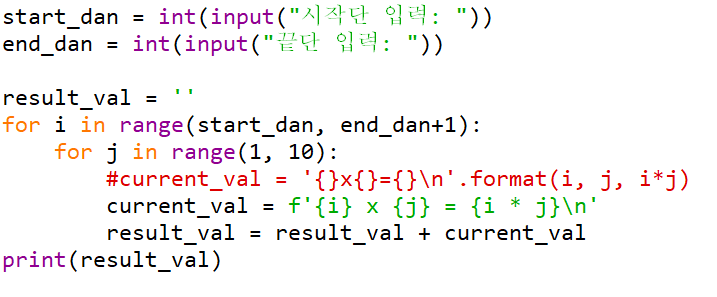 start_dan = int(input("시작단 입력: "))
end_dan = int(input("끝단 입력: "))

result_val = ''
for i in range(start_dan, end_dan+1):
    for j in range(1, 10):
        #current_val = '{}x{}={}\n'.format(i, j, i*j)
        current_val = f'{i} x {j} = {i * j}\n'
        result_val = result_val + current_val
print(result_val)